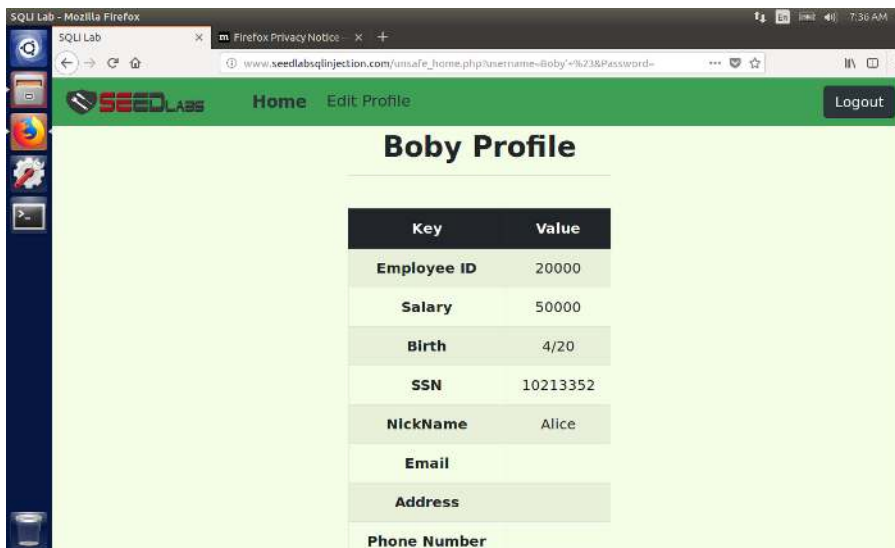 SQLI Lab - Mozilla Firefox
En
7:36 AM
SQLI Lab
Firefox Privacy Notice
www.seedlabsqlinjection.com/unsafe_home.php?username=Boby'+%23&Password=
SEEDLABS
Home
Edit Profile
Logout
Boby Profile
Key Value
Employee ID 20000
Salary 50000
Birth 4/20
SSN 10213352
NickName Alice
Email
Address
Phone Number